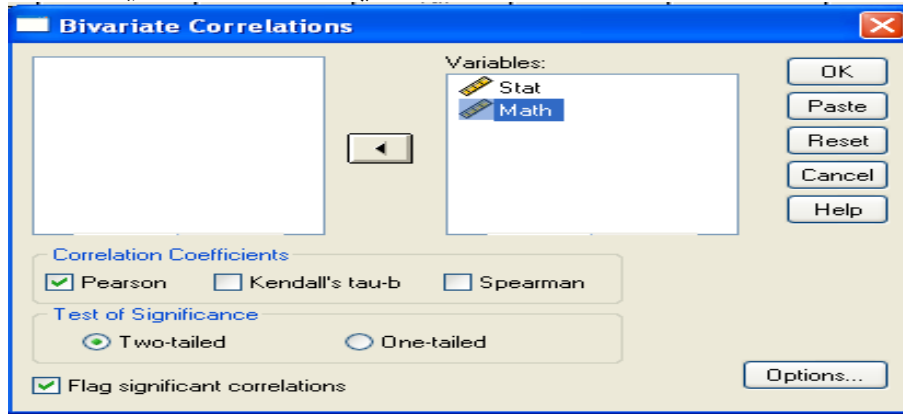 Bivariate Correlations
Variables:
Stat
Math
OK
Paste
Reset
Cancel
Help
Correlation Coefficients
Pearson Kendall's tau-b Spearman
Test of Significance
Two-tailed One-tailed
Flag significant correlations
Options...